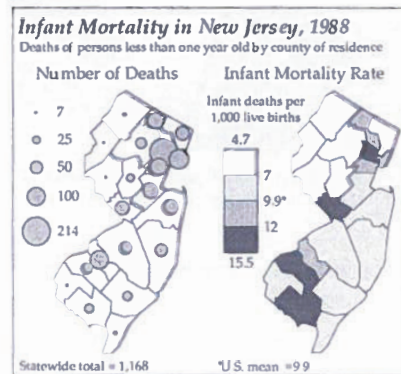 Infant Mortality in New Jersey, 1988
Deaths of persons less than one year old by county of residence
Number of Deaths
7
25
50
100
214
Infant Mortality Rate
Infant deaths per
1,000 live births
4.7
7
9.9*
12
15.5
Statewide total = 1,168
*U.S. mean = 9.9